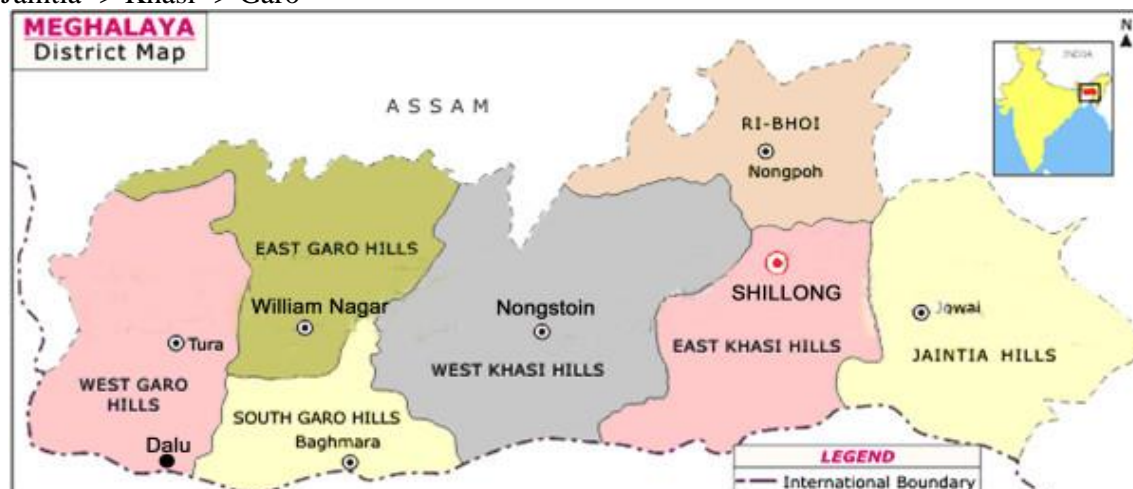 Jaintia -> Khasi -> Garo
MEGHALAYA
District Map
N
INDIA
ASSAM
RI-BHOI
Nongpoh
EAST GARO HILLS
William Nagar
Nongstoin
SHILLONG
Jowai
Tura
WEST KHASI HILLS
EAST KHASI HILLS
JAINTIA HILLS
WEST GARO
HILLS
SOUTH GARO HILLS
Baghmara
Dalu
LEGEND
International Boundary